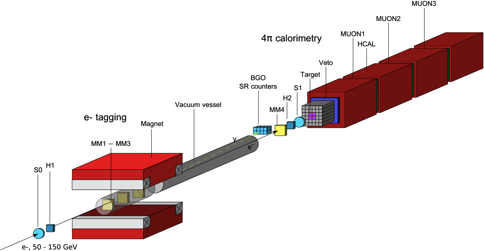 MUON3
MUON2
MUON1
HCAL
4π calorimetry
Veto
Target
BGO
SR counters
S1
H2
MM4
Vacuum vessel
e- tagging
Magnet
MM1 – MM3
γ
e-
S0
H1
e-, 50 - 150 GeV